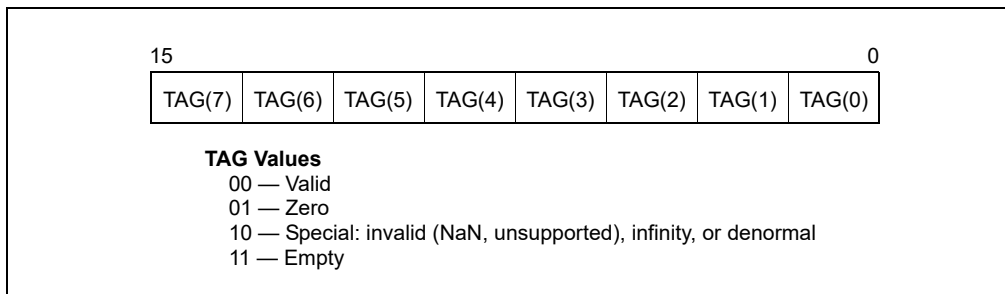 15 0
TAG(7) TAG(6) TAG(5) TAG(4) TAG(3) TAG(2) TAG(1) TAG(0)
TAG Values
00 — Valid
01 — Zero
10 — Special: invalid (NaN, unsupported), infinity, or denormal
11 — Empty